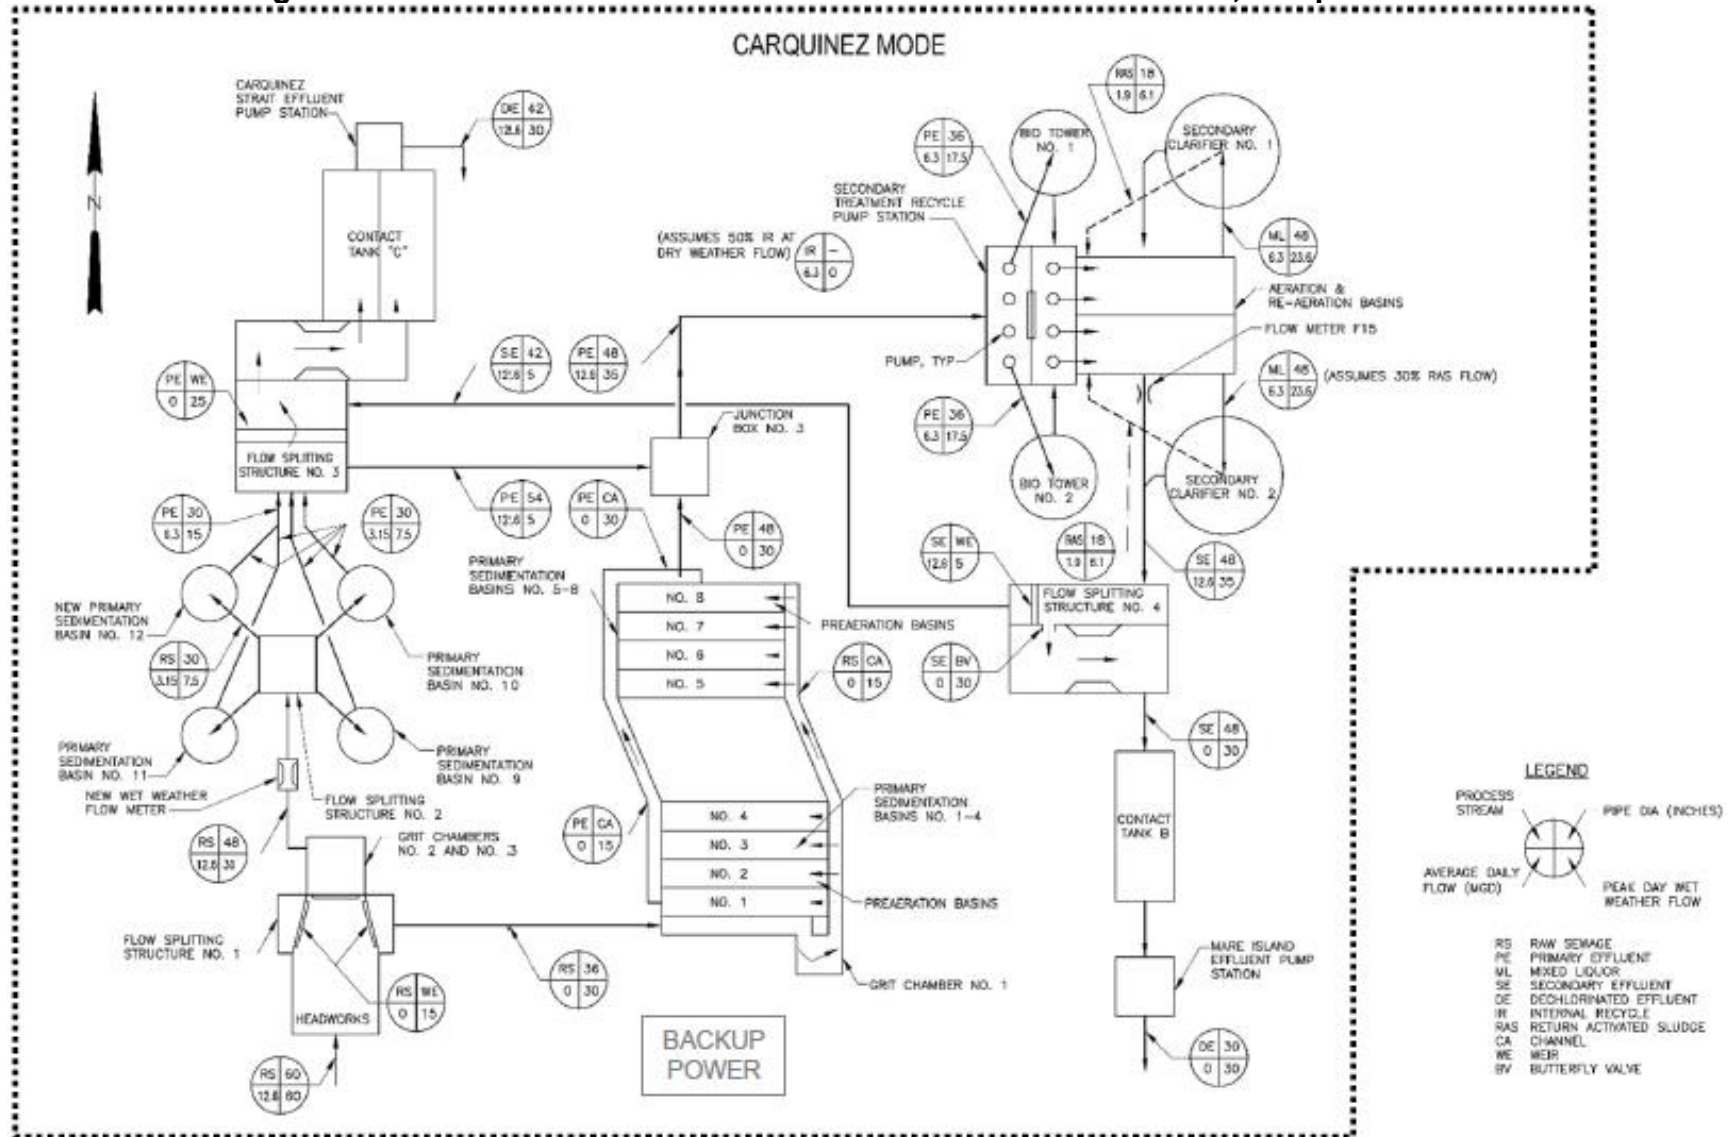 CARQUINEZ MODE
CARQUINEZ
STRAIT EFFLUENT
PUMP STATION
DE 42
12.6 30
N
CONTACT
TANK "C"
PE WE
0 25
FLOW SPLITTING
STRUCTURE NO. 3
SE 42
12.6 5
PE 48
12.6 35
(ASSUMES 50% IR AT
DRY WEATHER FLOW)
IR –
6.3 0
PE 36
6.3 17.5
BIO TOWER
NO. 1
RAS 18
1.9 6.1
SECONDARY
CLARIFIER NO. 1
SECONDARY
TREATMENT RECYCLE
PUMP STATION
ML 48
6.3 23.6
AERATION &
RE-AERATION BASINS
FLOW METER F15
PUMP, TYP
ML 48
6.3 23.6
(ASSUMES 30% RAS FLOW)
PE 36
6.3 17.5
BIO TOWER
NO. 2
SECONDARY
CLARIFIER NO. 2
JUNCTION
BOX NO. 3
PE 54
12.6 5
PE CA
0 30
PE 48
0 30
PE 30
6.3 15
PE 30
3.15 7.5
NEW PRIMARY
SEDIMENTATION
BASIN NO. 12
RS 30
3.15 7.5
PRIMARY
SEDIMENTATION
BASIN NO. 10
PRIMARY
SEDIMENTATION
BASIN NO. 11
PRIMARY
SEDIMENTATION
BASIN NO. 9
NEW WET WEATHER
FLOW METER
FLOW SPLITTING
STRUCTURE NO. 2
RS 48
12.6
GRIT CHAMBERS
NO. 2 AND NO. 3
FLOW SPLITTING
STRUCTURE NO. 1
HEADWORKS
RS WE
0 15
RS 60
12.6 60
RS 36
0 30
PRIMARY
SEDIMENTATION
BASINS NO. 5-8
NO. 8
NO. 7
NO. 6
NO. 5
PREAERATION BASINS
RS CA
0 15
NO. 4
NO. 3
NO. 2
NO. 1
PRIMARY
SEDIMENTATION
BASINS NO. 1-4
PREAERATION BASINS
PE CA
0 15
GRIT CHAMBER NO. 1
BACKUP
POWER
SE WE
12.6 5
RAS 18
1.9 6.1
SE 48
12.6 35
FLOW SPLITTING
STRUCTURE NO. 4
SE BV
0 30
SE 48
0 30
CONTACT
TANK B
MARE ISLAND
EFFLUENT PUMP
STATION
DE 30
0 30
LEGEND
PROCESS
STREAM
PIPE DIA (INCHES)
AVERAGE DAILY
FLOW (MGD)
PEAK DAY WET
WEATHER FLOW
RS RAW SEWAGE
PE PRIMARY EFFLUENT
ML MIXED LIQUOR
SE SECONDARY EFFLUENT
DE DECHLORINATED EFFLUENT
IR INTERNAL RECYCLE
RAS RETURN ACTIVATED SLUDGE
CA CHANNEL
WE WEIR
BV BUTTERFLY VALVE